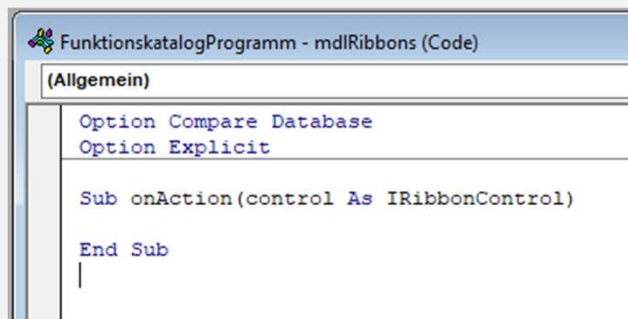 FunktionskatalogProgramm - mdlRibbons (Code)
(Allgemein)
Option Compare Database
Option Explicit
Sub onAction(control As IRibbonControl)
End Sub